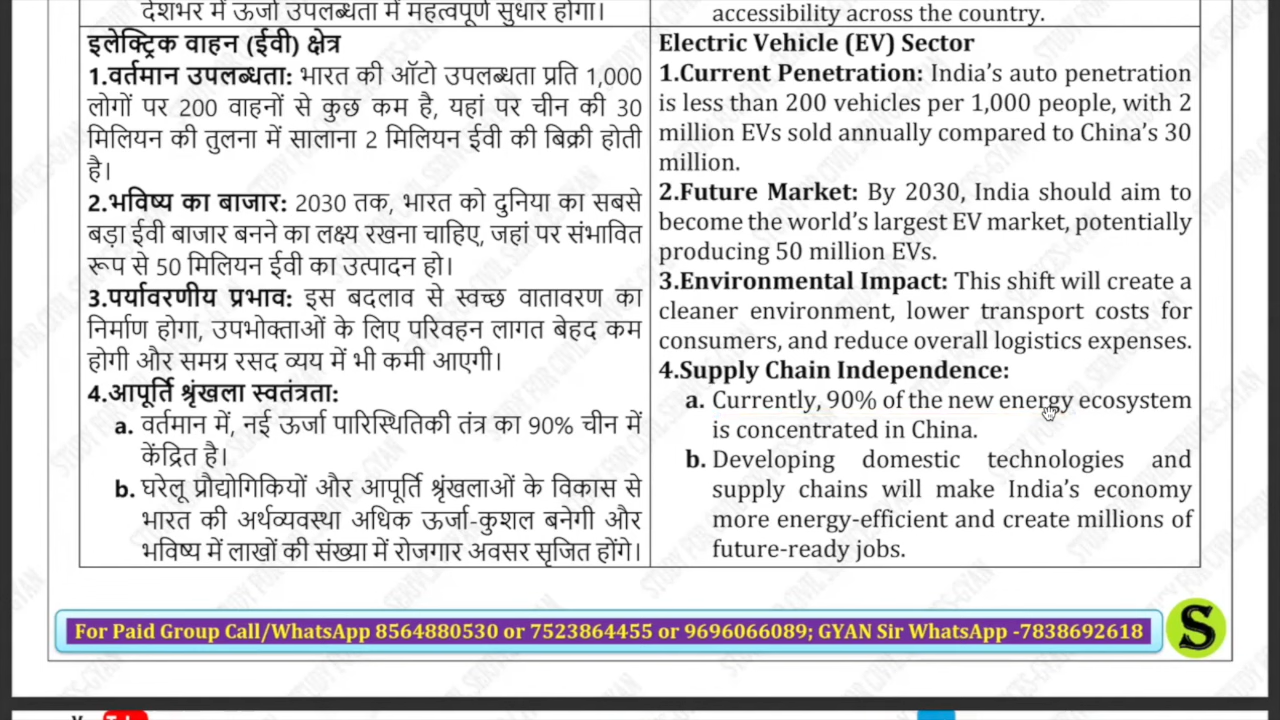 देशभर में ऊर्जा उपलब्धता में महत्वपूर्ण सुधार होगा।
इलेक्ट्रिक वाहन (ईवी) क्षेत्र
1.वर्तमान उपलब्धता: भारत की ऑटो उपलब्धता प्रति 1,000
लोगों पर 200 वाहनों से कुछ कम है, यहां पर चीन की 30
मिलियन की तुलना में सालाना 2 मिलियन ईवी की बिक्री होती
है।
2.भविष्य का बाजार: 2030 तक, भारत को दुनिया का सबसे
बड़ा ईवी बाजार बनने का लक्ष्य रखना चाहिए, जहां पर संभावित
रूप से 50 मिलियन ईवी का उत्पादन हो।
3.पर्यावरणीय प्रभाव: इस बदलाव से स्वच्छ वातावरण का
निर्माण होगा, उपभोक्ताओं के लिए परिवहन लागत बेहद कम
होगी और समग्र रसद व्यय में भी कमी आएगी।
4.आपूर्ति श्रृंखला स्वतंत्रता:
a. वर्तमान में, नई ऊर्जा पारिस्थितिकी तंत्र का 90% चीन में
केंद्रित है।
b. घरेलू प्रौद्योगिकियों और आपूर्ति श्रृंखलाओं के विकास से
भारत की अर्थव्यवस्था अधिक ऊर्जा-कुशल बनेगी और
भविष्य में लाखों की संख्या में रोजगार अवसर सृजित होंगे।
accessibility across the country.
Electric Vehicle (EV) Sector
1.Current Penetration: India’s auto penetration
is less than 200 vehicles per 1,000 people, with 2
million EVs sold annually compared to China’s 30
million.
2.Future Market: By 2030, India should aim to
become the world’s largest EV market, potentially
producing 50 million EVs.
3.Environmental Impact: This shift will create a
cleaner environment, lower transport costs for
consumers, and reduce overall logistics expenses.
4.Supply Chain Independence:
a. Currently, 90% of the new energy ecosystem
is concentrated in China.
b. Developing domestic technologies and
supply chains will make India’s economy
more energy-efficient and create millions of
future-ready jobs.
For Paid Group Call/WhatsApp 8564880530 or 7523864455 or 9696066089; GYAN Sir WhatsApp -7838692618
S